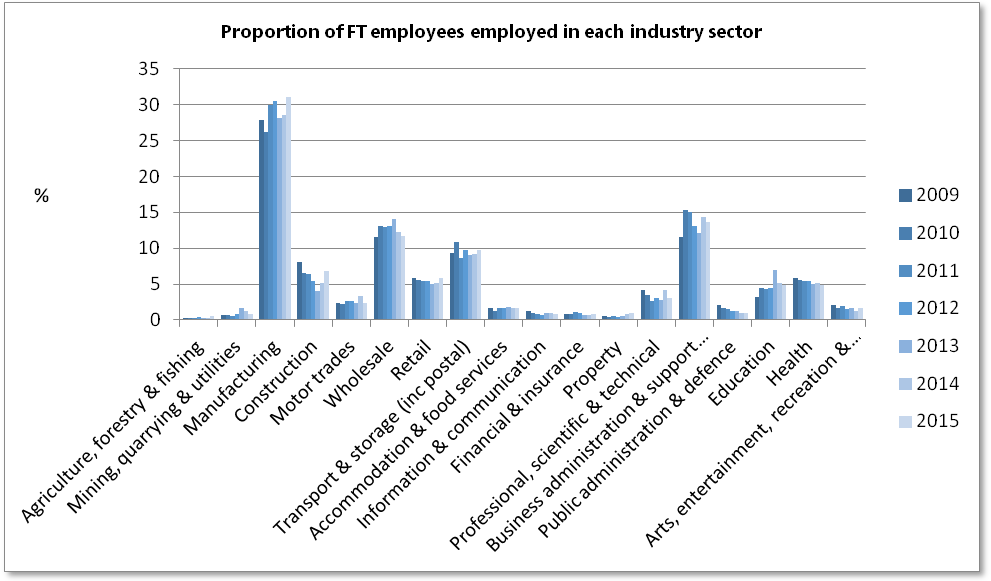 Proportion of FT employees employed in each industry sector
35
30
25
20
15
10
5
0
%
Agriculture, forestry & fishing
Mining, quarrying & utilities
Manufacturing
Construction
Motor trades
Wholesale
Retail
Transport & storage (inc postal)
Accommodation & food services
Information & communication
Financial & insurance
Property
Professional, scientific & technical
Business administration & support...
Public administration & defence
Education
Health
Arts, entertainment, recreation &...
2009
2010
2011
2012
2013
2014
2015